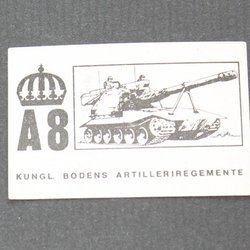 A8
KUNGL. BODENS ARTILLERIREGEMENTE